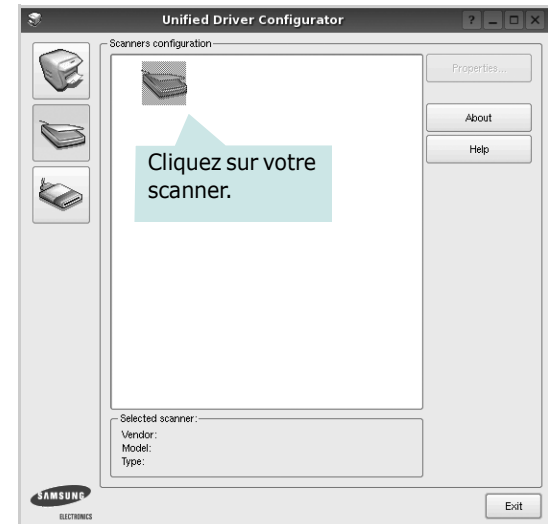 Unified Driver Configurator
Scanners configuration
Properties...
About
Help
Cliquez sur votre
scanner.
Selected scanner:
Vendor:
Model:
Type:
SAMSUNG
ELECTRONICS
Exit